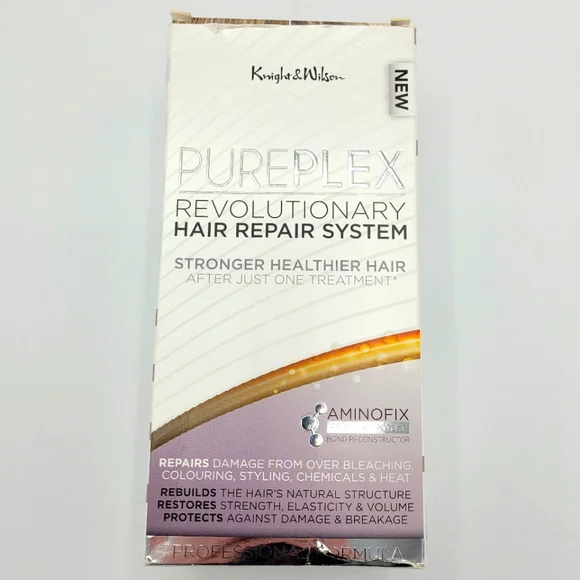 Knight & Wilson
NEW
PUREPLEX
REVOLUTIONARY
HAIR REPAIR SYSTEM
STRONGER HEALTHIER HAIR
AFTER JUST ONE TREATMENT*
AMINOFIX
BOND RECONSTRUCTOR
REPAIRS DAMAGE FROM OVER BLEACHING,
COLOURING, STYLING, CHEMICALS & HEAT
REBUILDS THE HAIR'S NATURAL STRUCTURE
RESTORES STRENGTH, ELASTICITY & VOLUME
PROTECTS AGAINST DAMAGE & BREAKAGE
PROFESSIONAL FORMULA